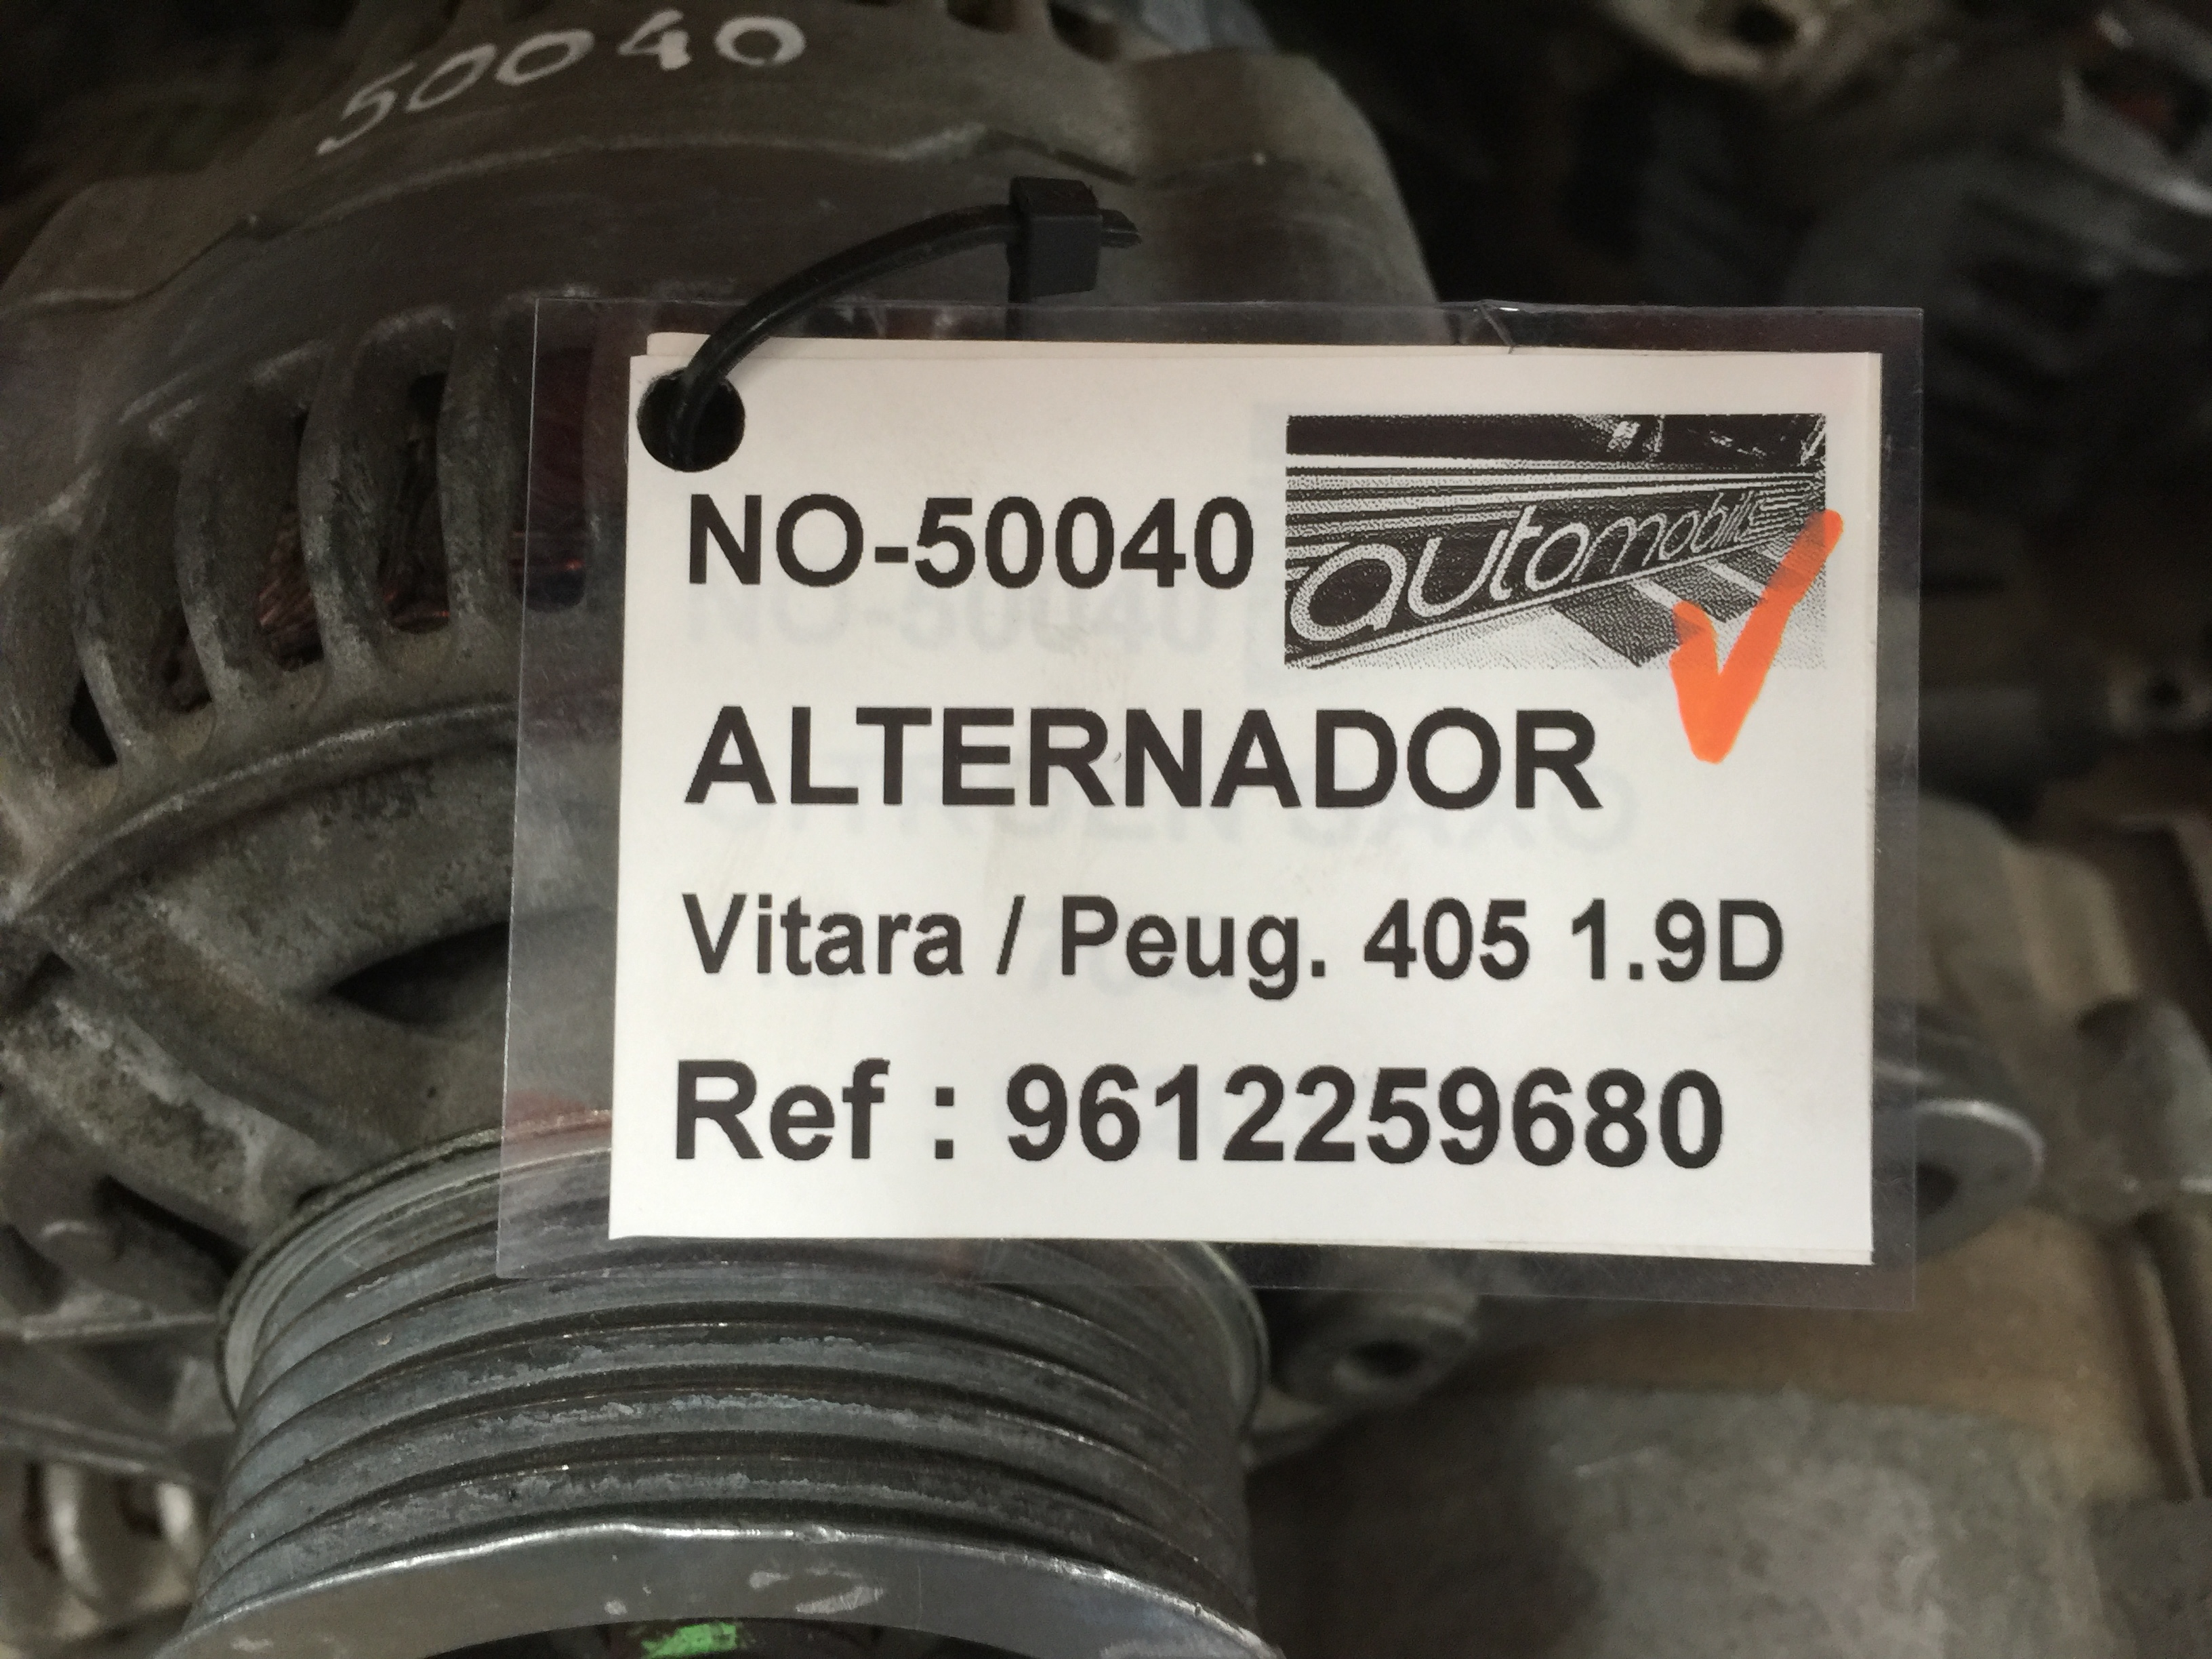 50040
NO-50040
automobile
ALTERNADOR
Vitara / Peug. 405 1.9D
Ref : 9612259680